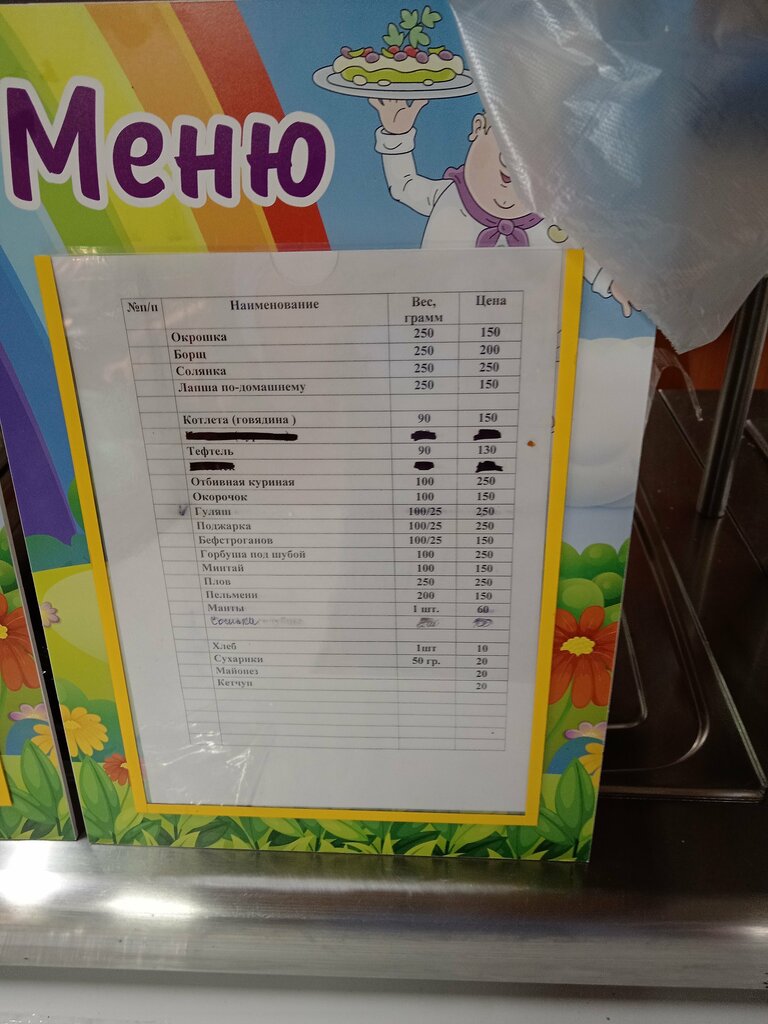 Меню
№п/п Наименование Вес, грамм Цена
Окрошка 250 150
Борщ 250 200
Солянка 250 250
Лапша по-домашнему 250 150
Котлета (говядина ) 90 150
Тефтель 90 130
Отбивная куриная 100 250
Окорочок 100 150
Гуляш 100/25 250
Поджарка 100/25 250
Бефстроганов 100/25 150
Горбуша под шубой 100 250
Минтай 100 150
Плов 250 250
Пельмени 200 150
Манты 1 шт. 60
Хлеб 1шт 10
Сухарики 50 гр. 20
Майонез 20
Кетчуп 20